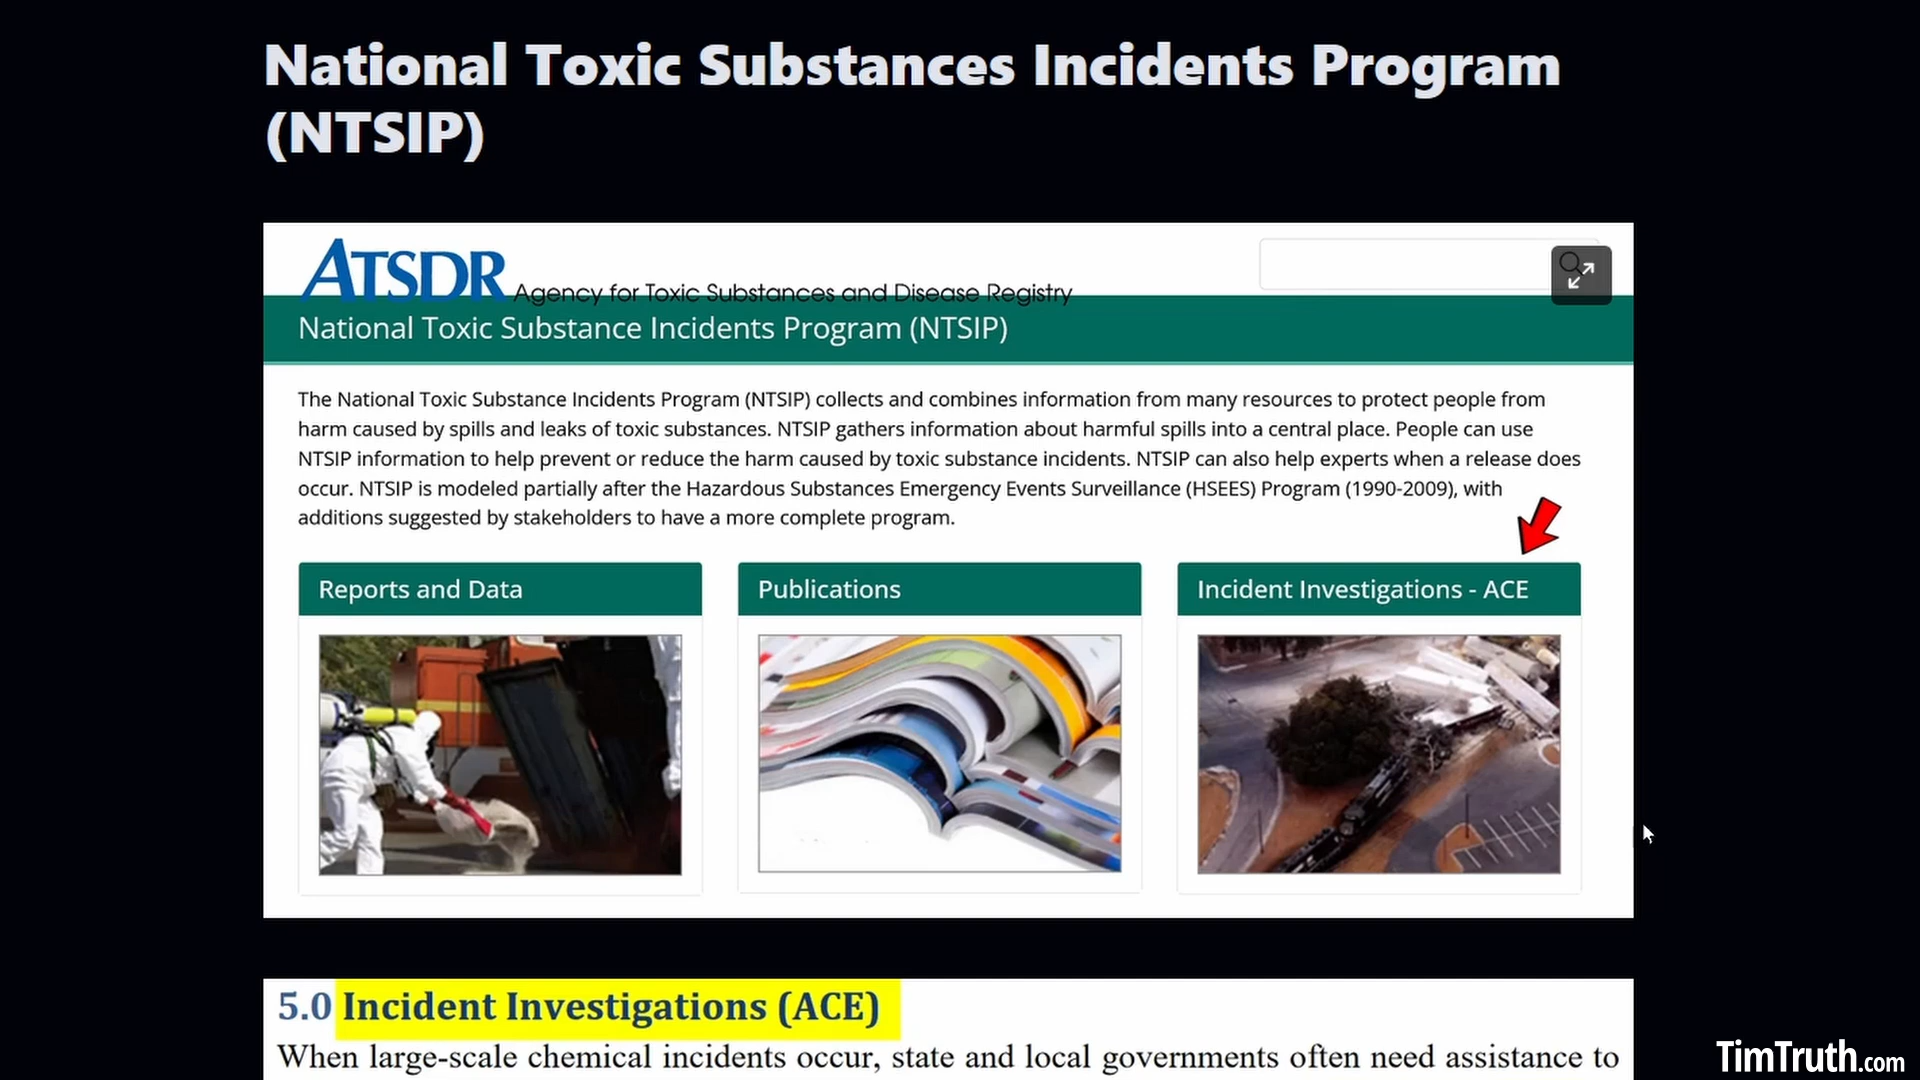 National Toxic Substances Incidents Program
(NTSIP)
ATSDR Agency for Toxic Substances and Disease Registry
National Toxic Substance Incidents Program (NTSIP)
The National Toxic Substance Incidents Program (NTSIP) collects and combines information from many resources to protect people from
harm caused by spills and leaks of toxic substances. NTSIP gathers information about harmful spills into a central place. People can use
NTSIP information to help prevent or reduce the harm caused by toxic substance incidents. NTSIP can also help experts when a release does
occur. NTSIP is modeled partially after the Hazardous Substances Emergency Events Surveillance (HSEES) Program (1990-2009), with
additions suggested by stakeholders to have a more complete program.
Reports and Data
Publications
Incident Investigations - ACE
5.0 Incident Investigations (ACE)
When large-scale chemical incidents occur, state and local governments often need assistance to
TimTruth.com